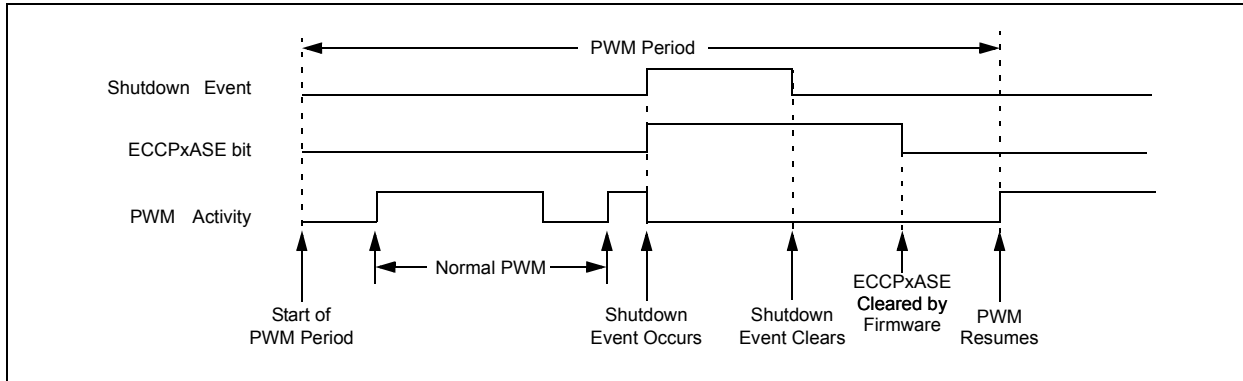 PWM Period
Shutdown Event
ECCPxASE bit
PWM Activity
Normal PWM
Start of
PWM Period
Shutdown
Event Occurs
Shutdown
Event Clears
ECCPxASE
Cleared by
Firmware
PWM
Resumes